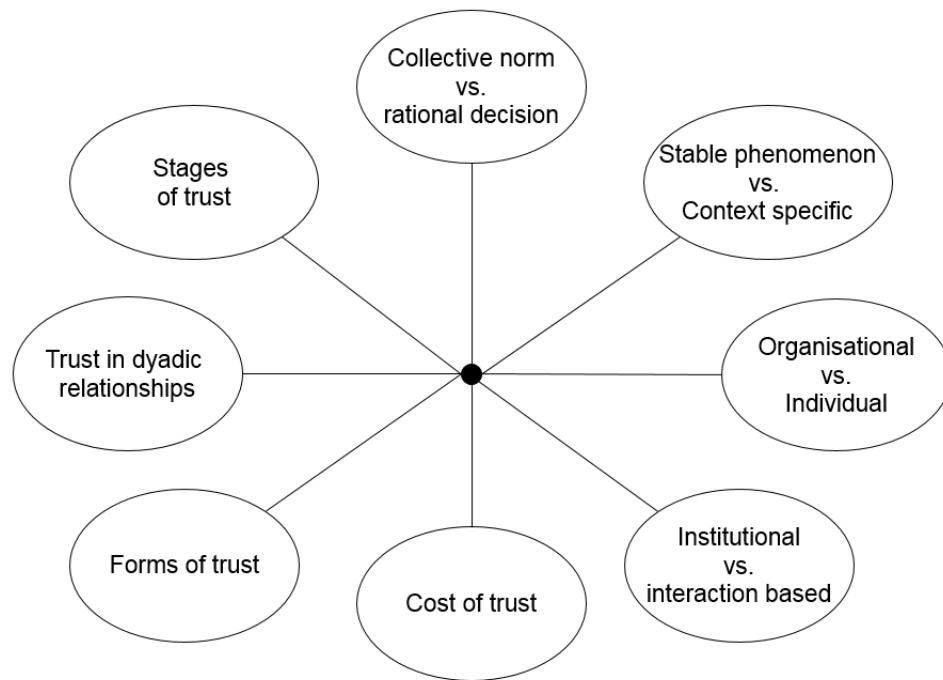 Collective norm
vs.
rational decision
Stages
of trust
Stable phenomenon
vs.
Context specific
Trust in dyadic
relationships
Organisational
vs.
Individual
Forms of trust
Cost of trust
Institutional
vs.
interaction based